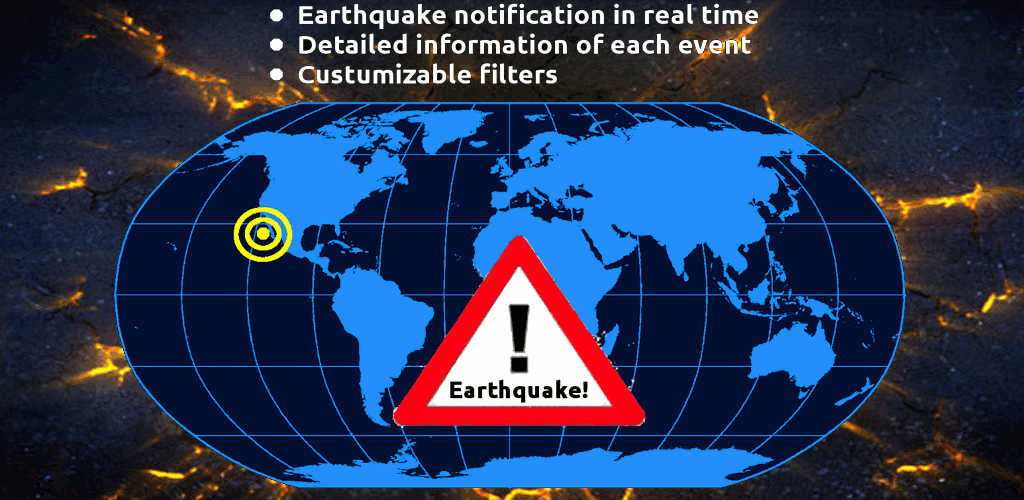 ● Earthquake notification in real time
● Detailed information of each event
● Custumizable filters
!
Earthquake!